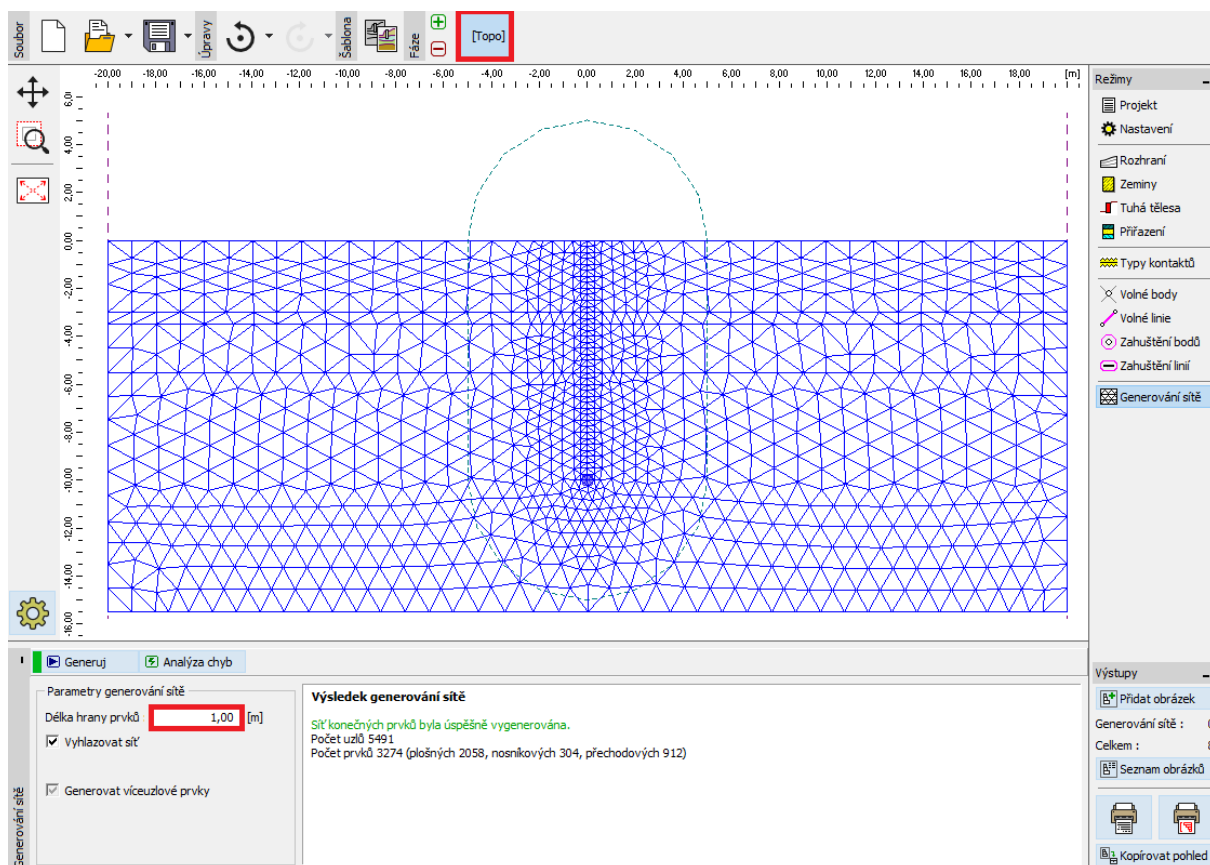 Soubor
Úpravy
Šablona
Fáze
[Topo]
-20,00 -18,00 -16,00 -14,00 -12,00 -10,00 -8,00 -6,00 -4,00 -2,00 0,00 2,00 4,00 6,00 8,00 10,00 12,00 14,00 16,00 18,00 [m]
4,00
2,00
0,00
-2,00
-4,00
-6,00
-8,00
-10,00
-12,00
-14,00
-16,00
Režimy
Projekt
Nastavení
Rozhraní
Zeminy
Tuhá tělesa
Přiřazení
Typy kontaktů
Volné body
Volné linie
Zahuštění bodů
Zahuštění linií
Generování sítě
Generování sítě
Generuj
Analýza chyb
Parametry generování sítě
Délka hrany prvků : 1,00 [m]
Vyhlazovat síť
Generovat víceuzlové prvky
Výsledek generování sítě
Síť konečných prvků byla úspěšně vygenerována.
Počet uzlů 5491
Počet prvků 3274 (plošných 2058, nosníkových 304, přechodových 912)
Výstupy
Přidat obrázek
Generování sítě :
Celkem :
Seznam obrázků
Kopírovat pohled